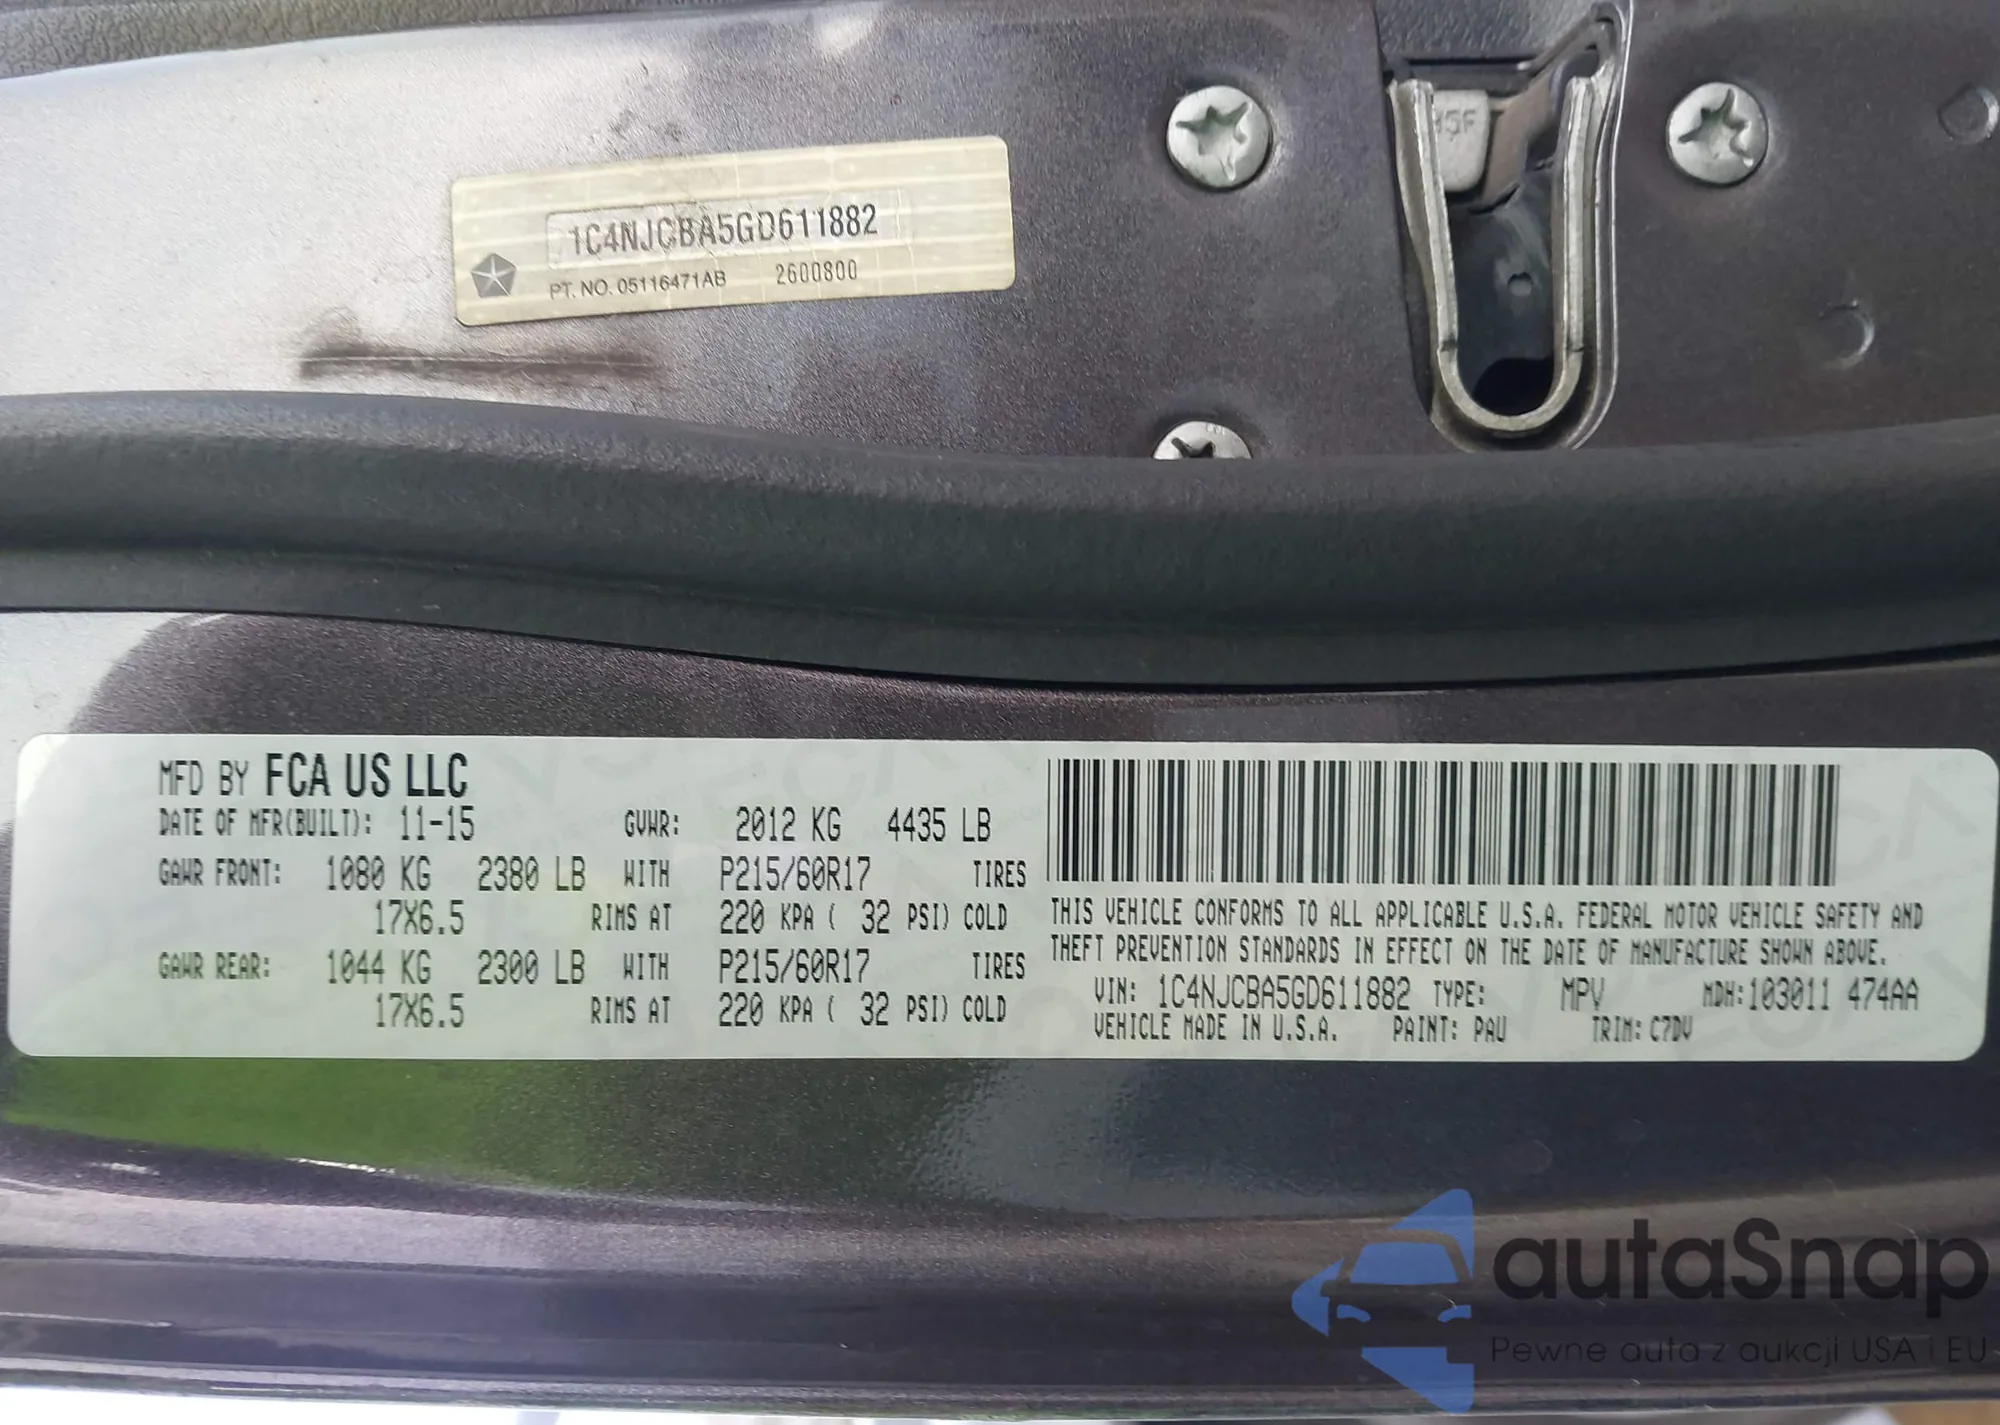 1C4NJCBA5GD611882
PT. NO. 05116471AB 2600800
MFD BY FCA US LLC
DATE OF MFR(BUILT): 11-15 GVWR: 2012 KG 4435 LB
GAWR FRONT: 1080 KG 2380 LB WITH P215/60R17 TIRES
17X6.5 RIMS AT 220 KPA ( 32 PSI) COLD
GAWR REAR: 1044 KG 2300 LB WITH P215/60R17 TIRES
17X6.5 RIMS AT 220 KPA ( 32 PSI) COLD
THIS VEHICLE CONFORMS TO ALL APPLICABLE U.S.A. FEDERAL MOTOR VEHICLE SAFETY AND
THEFT PREVENTION STANDARDS IN EFFECT ON THE DATE OF MANUFACTURE SHOWN ABOVE.
VIN: 1C4NJCBA5GD611882 TYPE: MPV MDH:103011 474AA
VEHICLE MADE IN U.S.A. PAINT: PAU TRIM: C7DV
autaSnap
Pewne auta z aukcji USA i EU